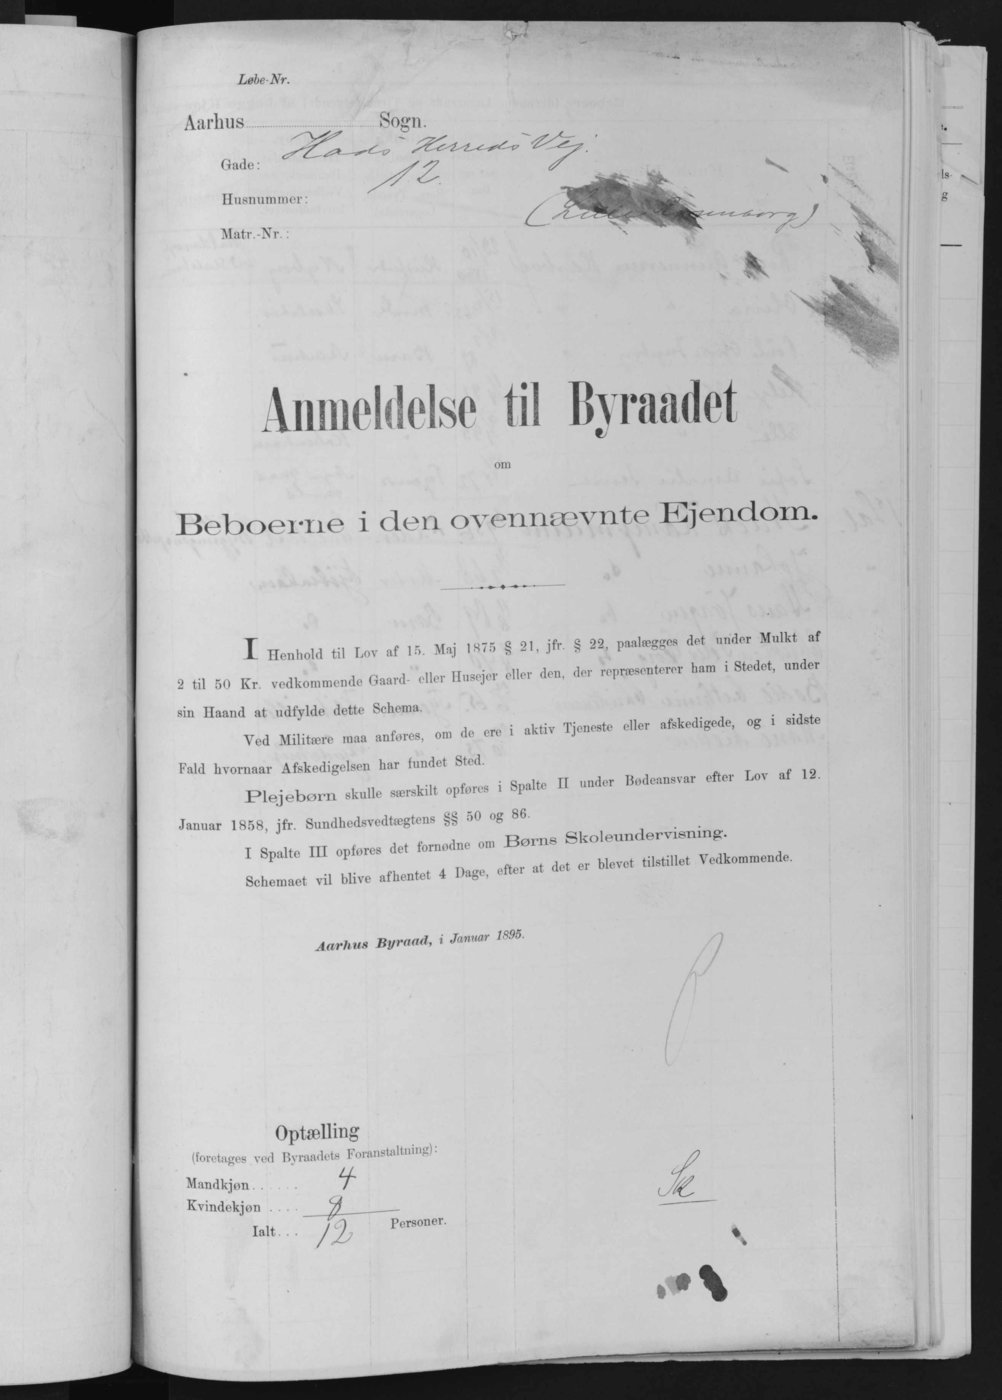 Løbe-Nr.
Aarhus Sogn.
Gade: Hads Herreds Vej.
Husnummer: 12.
Matr.-Nr.:
Anmeldelse til Byraadet
om
Beboerne i den ovennævnte Ejendom.
I Henhold til Lov af 15. Maj 1875 § 21, jfr. § 22, paalægges det under Mulkt af
2 til 50 Kr. vedkommende Gaard- eller Husejer eller den, der repræsenterer ham i Stedet, under
sin Haand at udfylde dette Schema.
Ved Militære maa anføres, om de ere i aktiv Tjeneste eller afskedigede, og i sidste
Fald hvornaar Afskedigelsen har fundet Sted.
Plejebørn skulle særskilt opføres i Spalte II under Bødeansvar efter Lov af 12.
Januar 1858, jfr. Sundhedsvedtægtens §§ 50 og 86.
I Spalte III opføres det fornødne om Børns Skoleundervisning.
Schemaet vil blive afhentet 4 Dage, efter at det er blevet tilstillet Vedkommende.
Aarhus Byraad, i Januar 1895.
Optælling
(foretages ved Byraadets Foranstaltning):
Mandkjøn...... 4
Kvindekjøn .... 8
Ialt... 12 Personer.
Sk